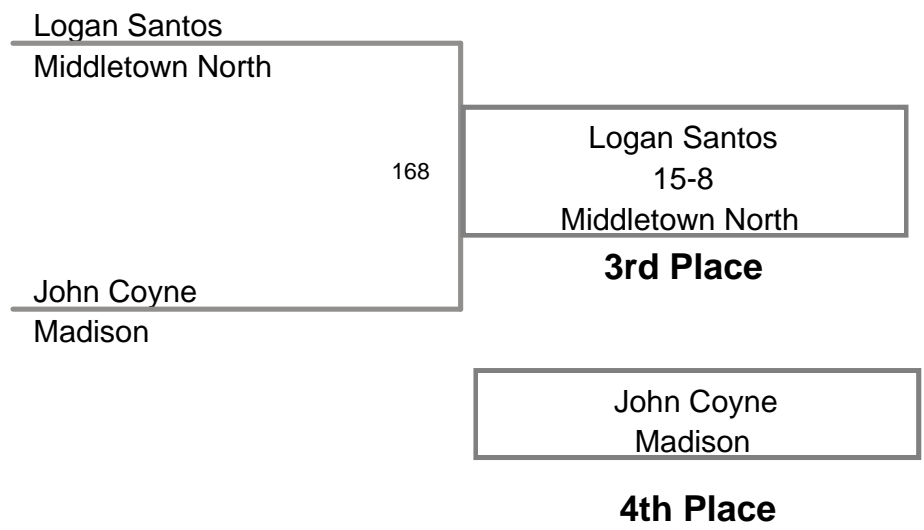 Logan Santos
Middletown North
168
Logan Santos
15-8
Middletown North
3rd Place
John Coyne
Madison
John Coyne
Madison
4th Place